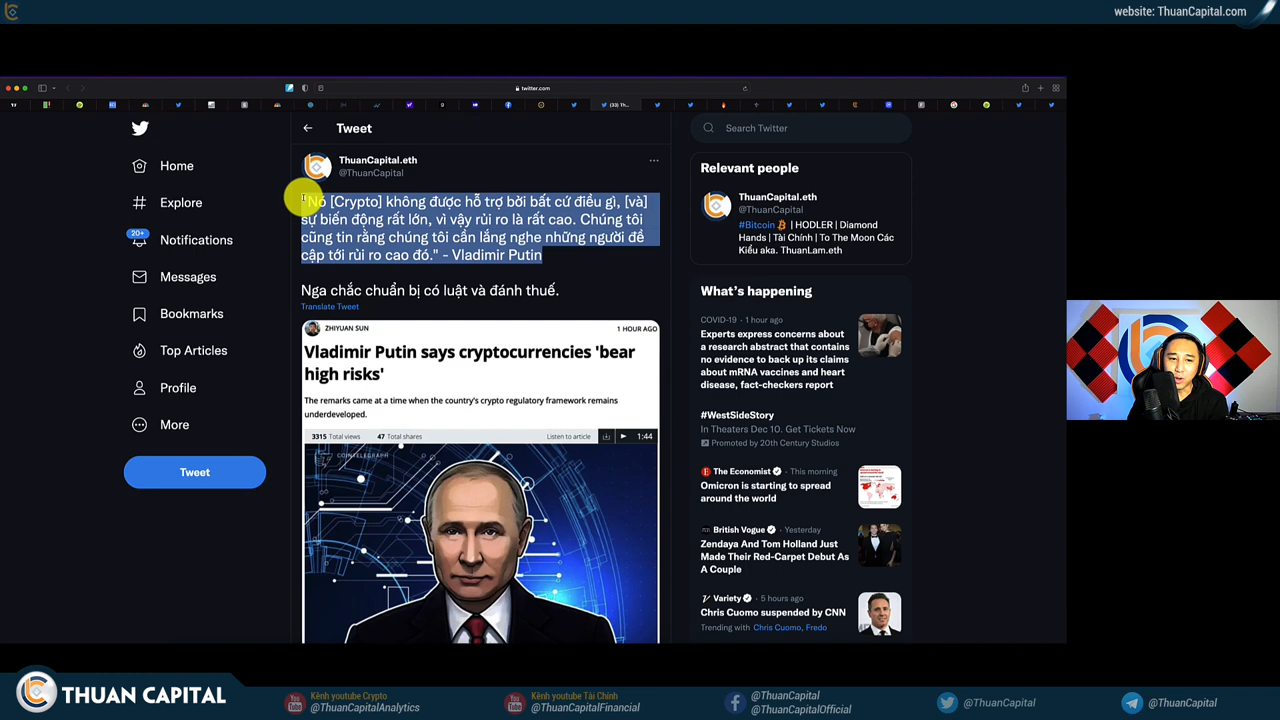 website: ThuanCapital.com
twitter.com
(33) Th...
Home
Explore
20+
Notifications
Messages
Bookmarks
Top Articles
Profile
More
Tweet
Tweet
ThuanCapital.eth
@ThuanCapital
"Nó [Crypto] không được hỗ trợ bởi bất cứ điều gì, [và]
sự biến động rất lớn, vì vậy rủi ro là rất cao. Chúng tôi
cũng tin rằng chúng tôi cần lắng nghe những người đề
cập tới rủi ro cao đó." - Vladimir Putin
Nga chắc chuẩn bị có luật và đánh thuế.
Translate Tweet
ZHIYUAN SUN
1 HOUR AGO
Vladimir Putin says cryptocurrencies 'bear
high risks'
The remarks came at a time when the country's crypto regulatory framework remains
underdeveloped.
3315 Total views
47 Total shares
Listen to article
1:44
COINTELEGRAPH
Search Twitter
Relevant people
ThuanCapital.eth
@ThuanCapital
#Bitcoin | HODLER | Diamond
Hands | Tài Chính | To The Moon Các
Kiểu aka. ThuanLam.eth
What's happening
COVID-19 · 1 hour ago
Experts express concerns about
a research abstract that contains
no evidence to back up its claims
about mRNA vaccines and heart
disease, fact-checkers report
#WestSideStory
In Theaters Dec 10. Get Tickets Now
Promoted by 20th Century Studios
The Economist · This morning
Omicron is starting to spread
around the world
British Vogue · Yesterday
Zendaya And Tom Holland Just
Made Their Red-Carpet Debut As
A Couple
Variety · 5 hours ago
Chris Cuomo suspended by CNN
Trending with Chris Cuomo, Fredo
THUAN CAPITAL
Kênh youtube Crypto
@ThuanCapitalAnalytics
Kênh youtube Tài Chính
@ThuanCapitalFinancial
@ThuanCapital
@ThuanCapitalOfficial
@ThuanCapital
@ThuanCapital